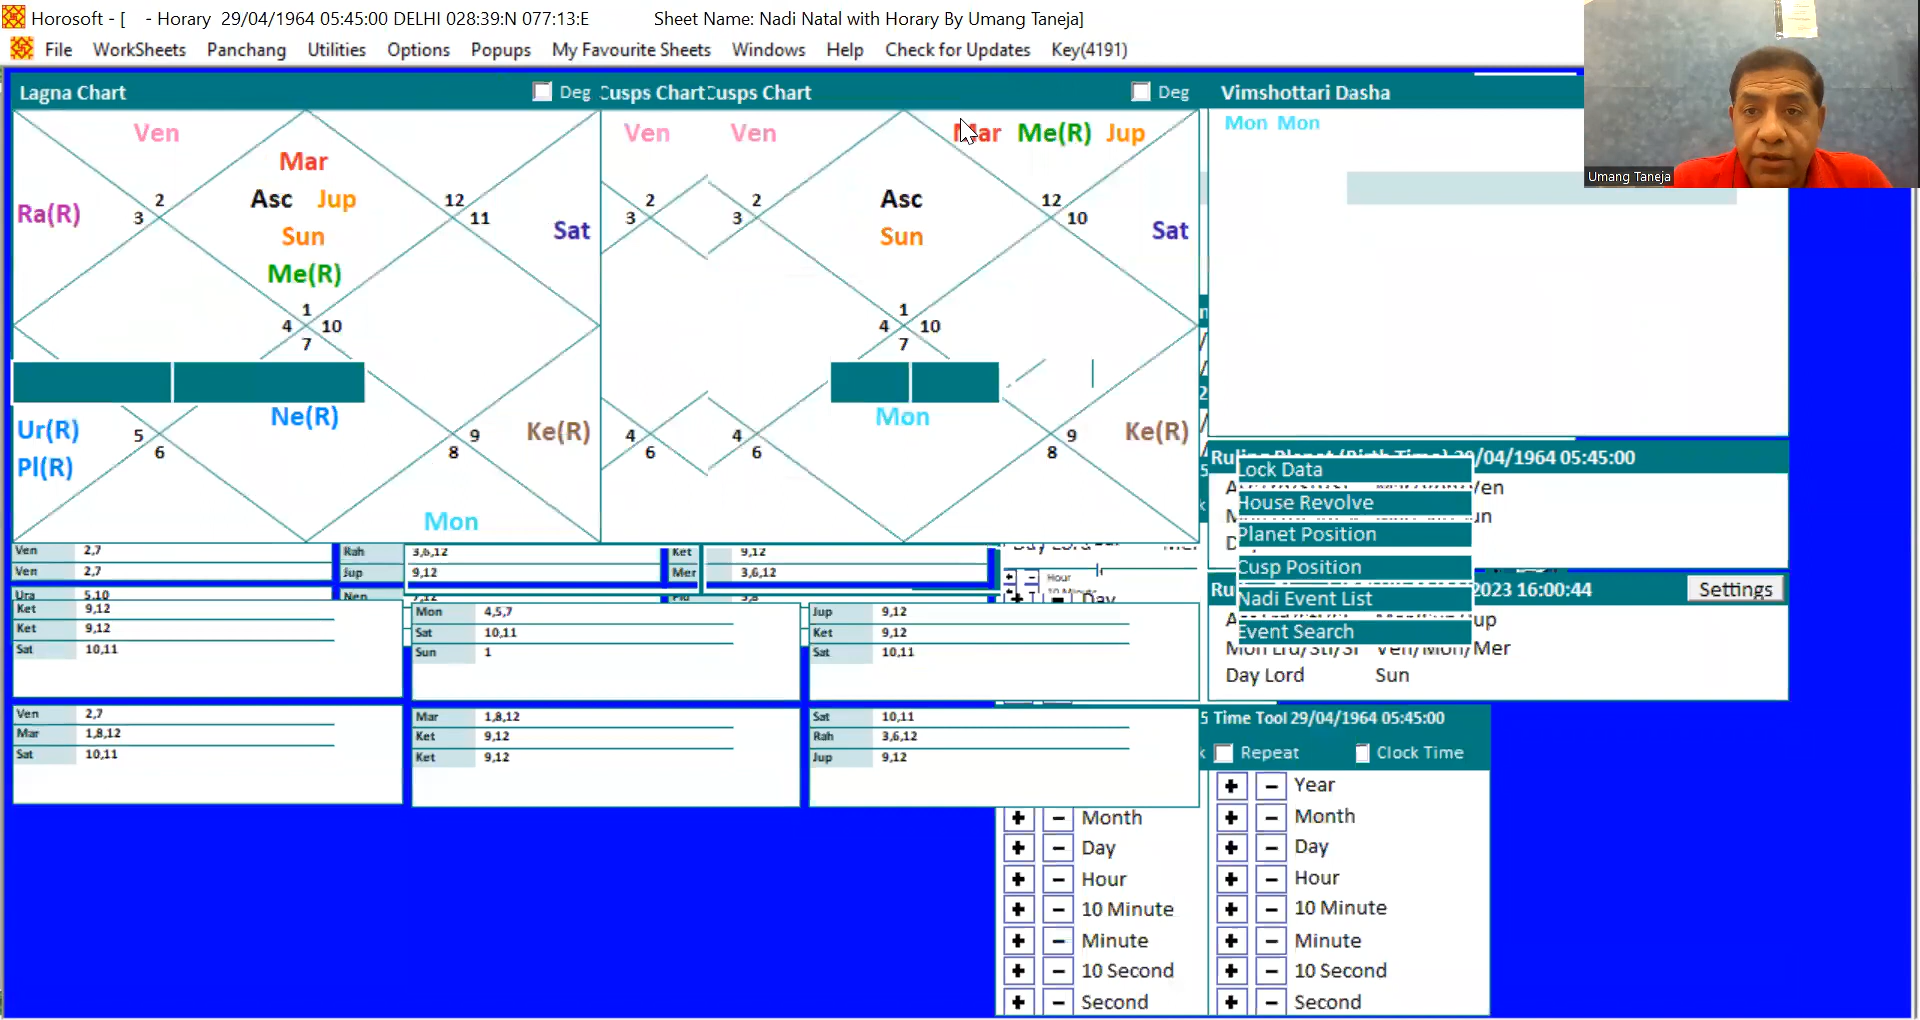 Horosoft - [ - Horary 29/04/1964 05:45:00 DELHI 028:39:N 077:13:E Sheet Name: Nadi Natal with Horary By Umang Taneja]
File WorkSheets Panchang Utilities Options Popups My Favourite Sheets Windows Help Check for Updates Key(4191)
Lagna Chart Deg Cusps Chart Cusps Chart Deg Vimshottari Dasha
Mon Mon
Ven Ven Ven Mar Me(R) Jup
Mar
Umang Taneja
Ra(R) 3 2 Asc Jup 12 11 Sat
Sun
Me(R)
3 2 3 2 Asc 12 10 Sat
Sun
1
4 10
7
1
4 10
7
Ur(R) 5 Ne(R) 9 Ke(R)
Pl(R) 6 8
Mon
4 6 4 6 Mon 9 8 Ke(R)
29/04/1964 05:45:00
Lock Data
House Revolve
Planet Position
Cusp Position
Nadi Event List
Event Search
2023 16:00:44 Settings
Ven/Mon/Mer
Day Lord Sun
Ven 2,7
Ven 2,7
Ura 5,10
Rah 3,6,12
Jup 9,12
Ket 9,12
Mer 3,6,12
Hour
Day
Ket 9,12
Ket 9,12
Sat 10,11
Mon 4,5,7
Sat 10,11
Sun 1
Jup 9,12
Ket 9,12
Sat 10,11
Ven 2,7
Mar 1,8,12
Sat 10,11
Mar 1,8,12
Ket 9,12
Ket 9,12
Sat 10,11
Rah 3,6,12
Jup 9,12
Time Tool 29/04/1964 05:45:00
Repeat Clock Time
+ - Year
+ - Month + - Month
+ - Day + - Day
+ - Hour + - Hour
+ - 10 Minute + - 10 Minute
+ - Minute + - Minute
+ - 10 Second + - 10 Second
+ - Second + - Second